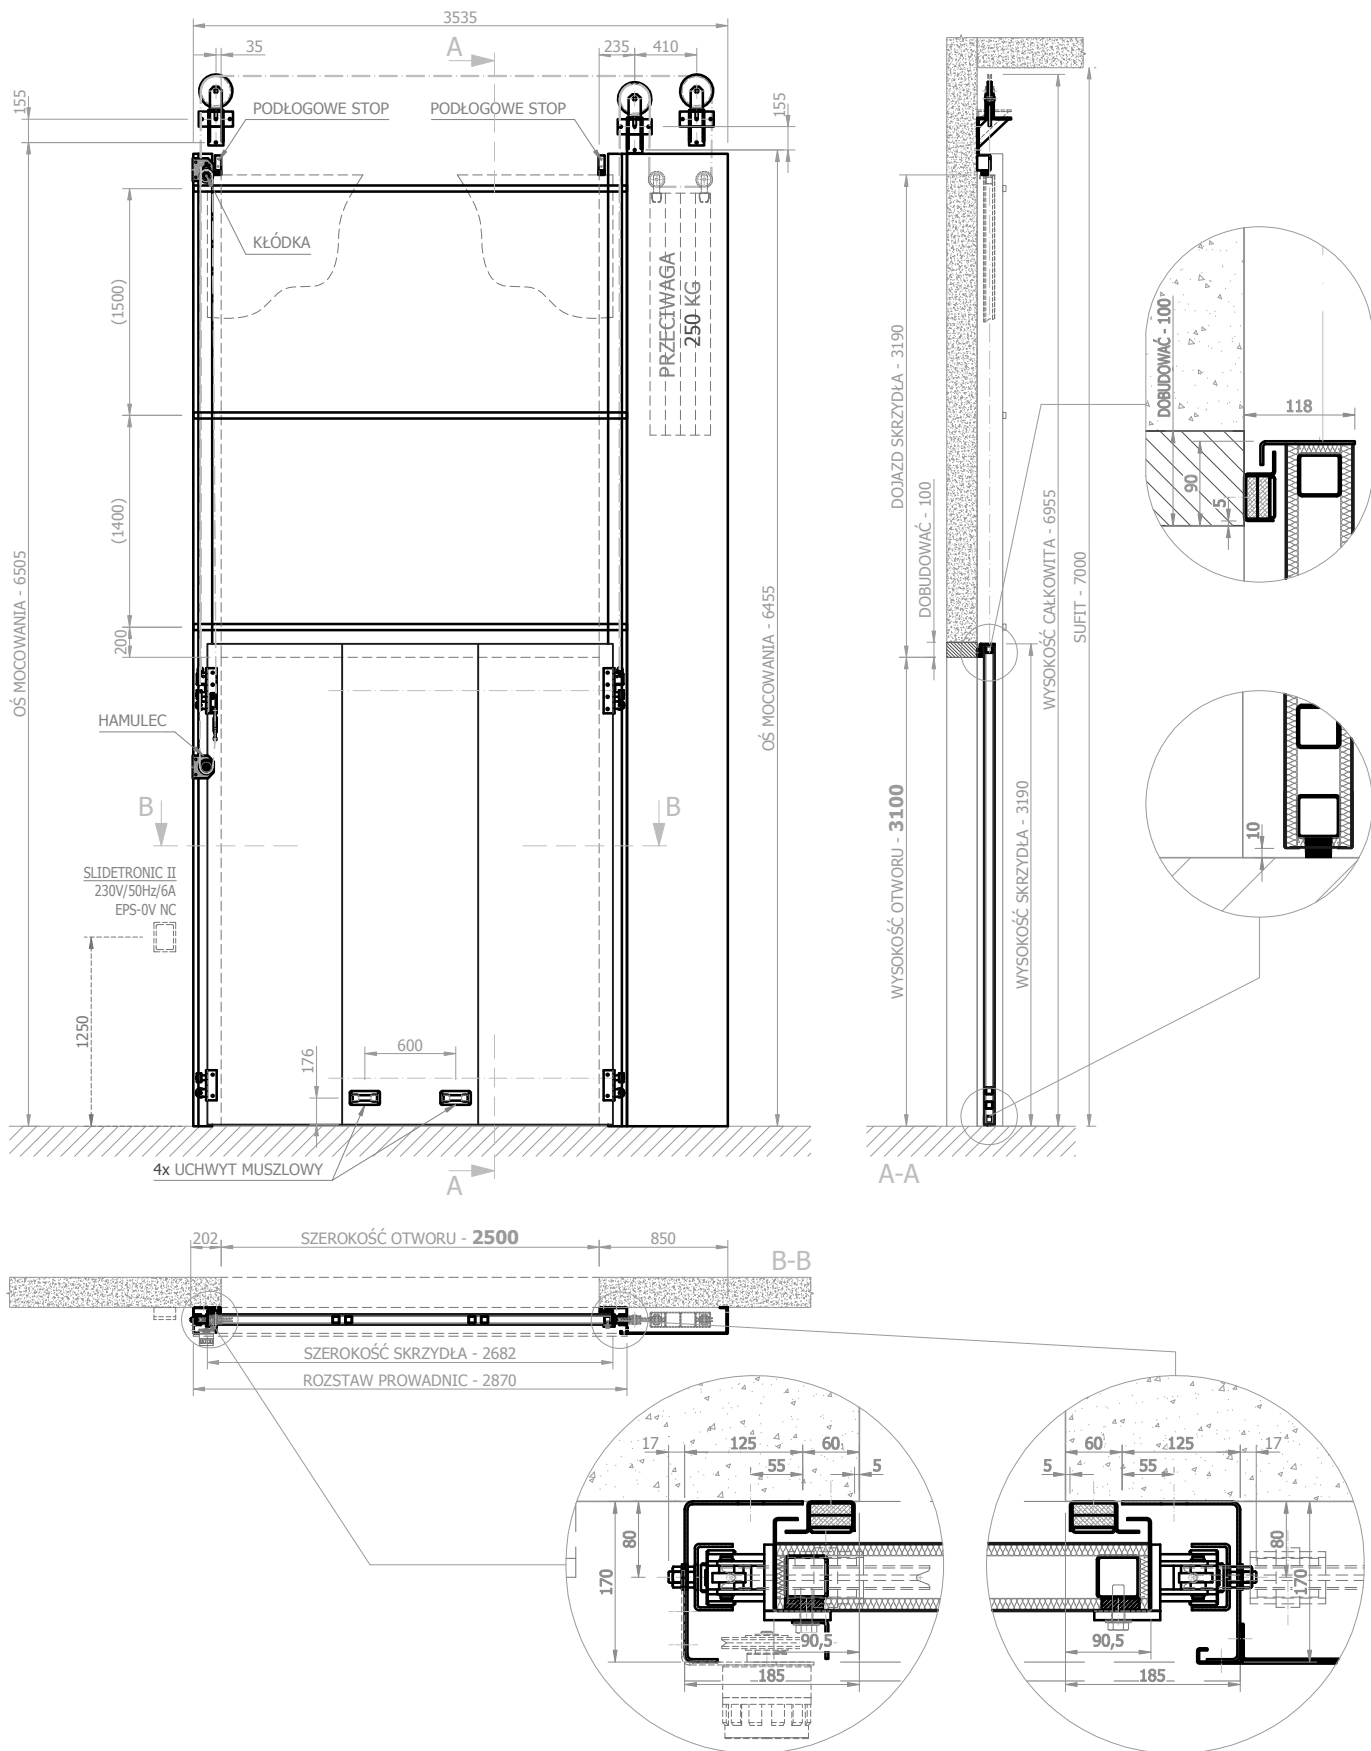 3535
35
A
235
410
155
PODŁOGOWE STOP
PODŁOGOWE STOP
155
KŁÓDKA
PRZECIWAGA
250 KG
(1500)
(1400)
200
OŚ MOCOWANIA - 6505
OŚ MOCOWANIA - 6455
HAMULEC
B
B
SLIDETRONIC II
230V/50Hz/6A
EPS-0V NC
1250
176
600
4x UCHWYT MUSZLOWY
A
DOJAZD SKRZYDŁA - 3190
DOBUDOWAĆ - 100
WYSOKOŚĆ OTWORU - 3100
WYSOKOŚĆ SKRZYDŁA - 3190
WYSOKOŚĆ CAŁKOWITA - 6955
SUFIT - 7000
A-A
DOBUDOWAĆ - 100
118
90
5
10
202
SZEROKOŚĆ OTWORU - 2500
850
B-B
SZEROKOŚĆ SKRZYDŁA - 2682
ROZSTAW PROWADNIC - 2870
17
125
60
55
5
80
170
90,5
185
60
125
17
5
55
80
170
90,5
185